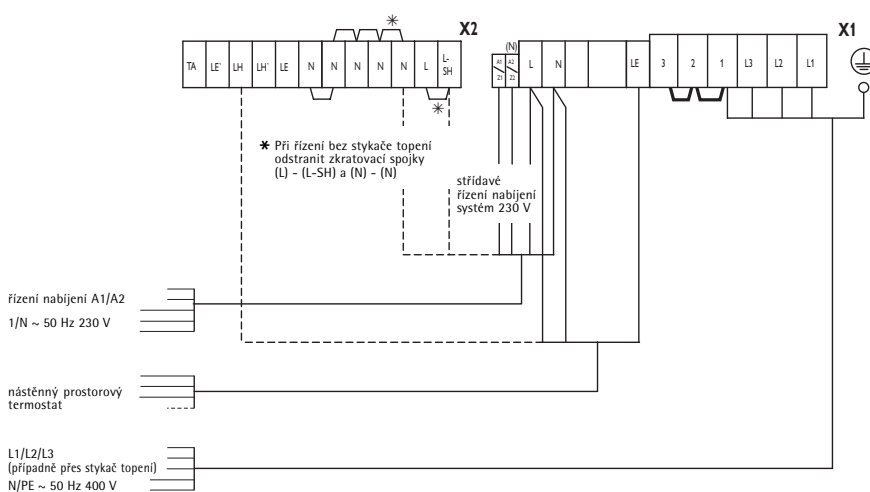 ✱ X2 (N) X1
TA LE` LH LH` LE N N N N N L L-SH
A1 A2 L N LE 3 2 1 L3 L2 L1
Z1 Z2
✱
✱ Při řízení bez stykače topení
odstranit zkratovací spojky
(L) - (L-SH) a (N) - (N)
střídavé
řízení nabíjení
systém 230 V
řízení nabíjení A1/A2
1/N ~ 50 Hz 230 V
nástěnný prostorový
termostat
L1/L2/L3
(případně přes stykač topení)
N/PE ~ 50 Hz 400 V